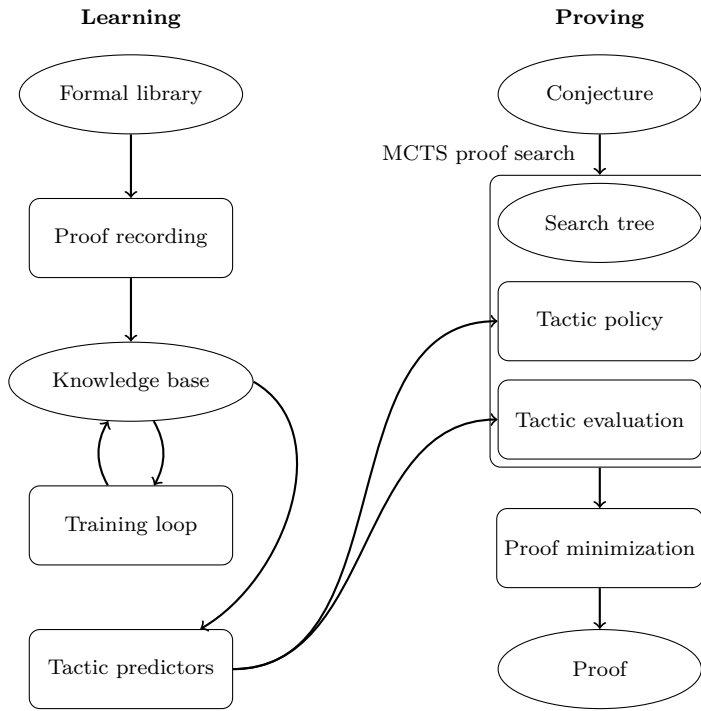 Learning
Formal library
Proof recording
Knowledge base
Training loop
Tactic predictors
Proving
Conjecture
MCTS proof search
Search tree
Tactic policy
Tactic evaluation
Proof minimization
Proof